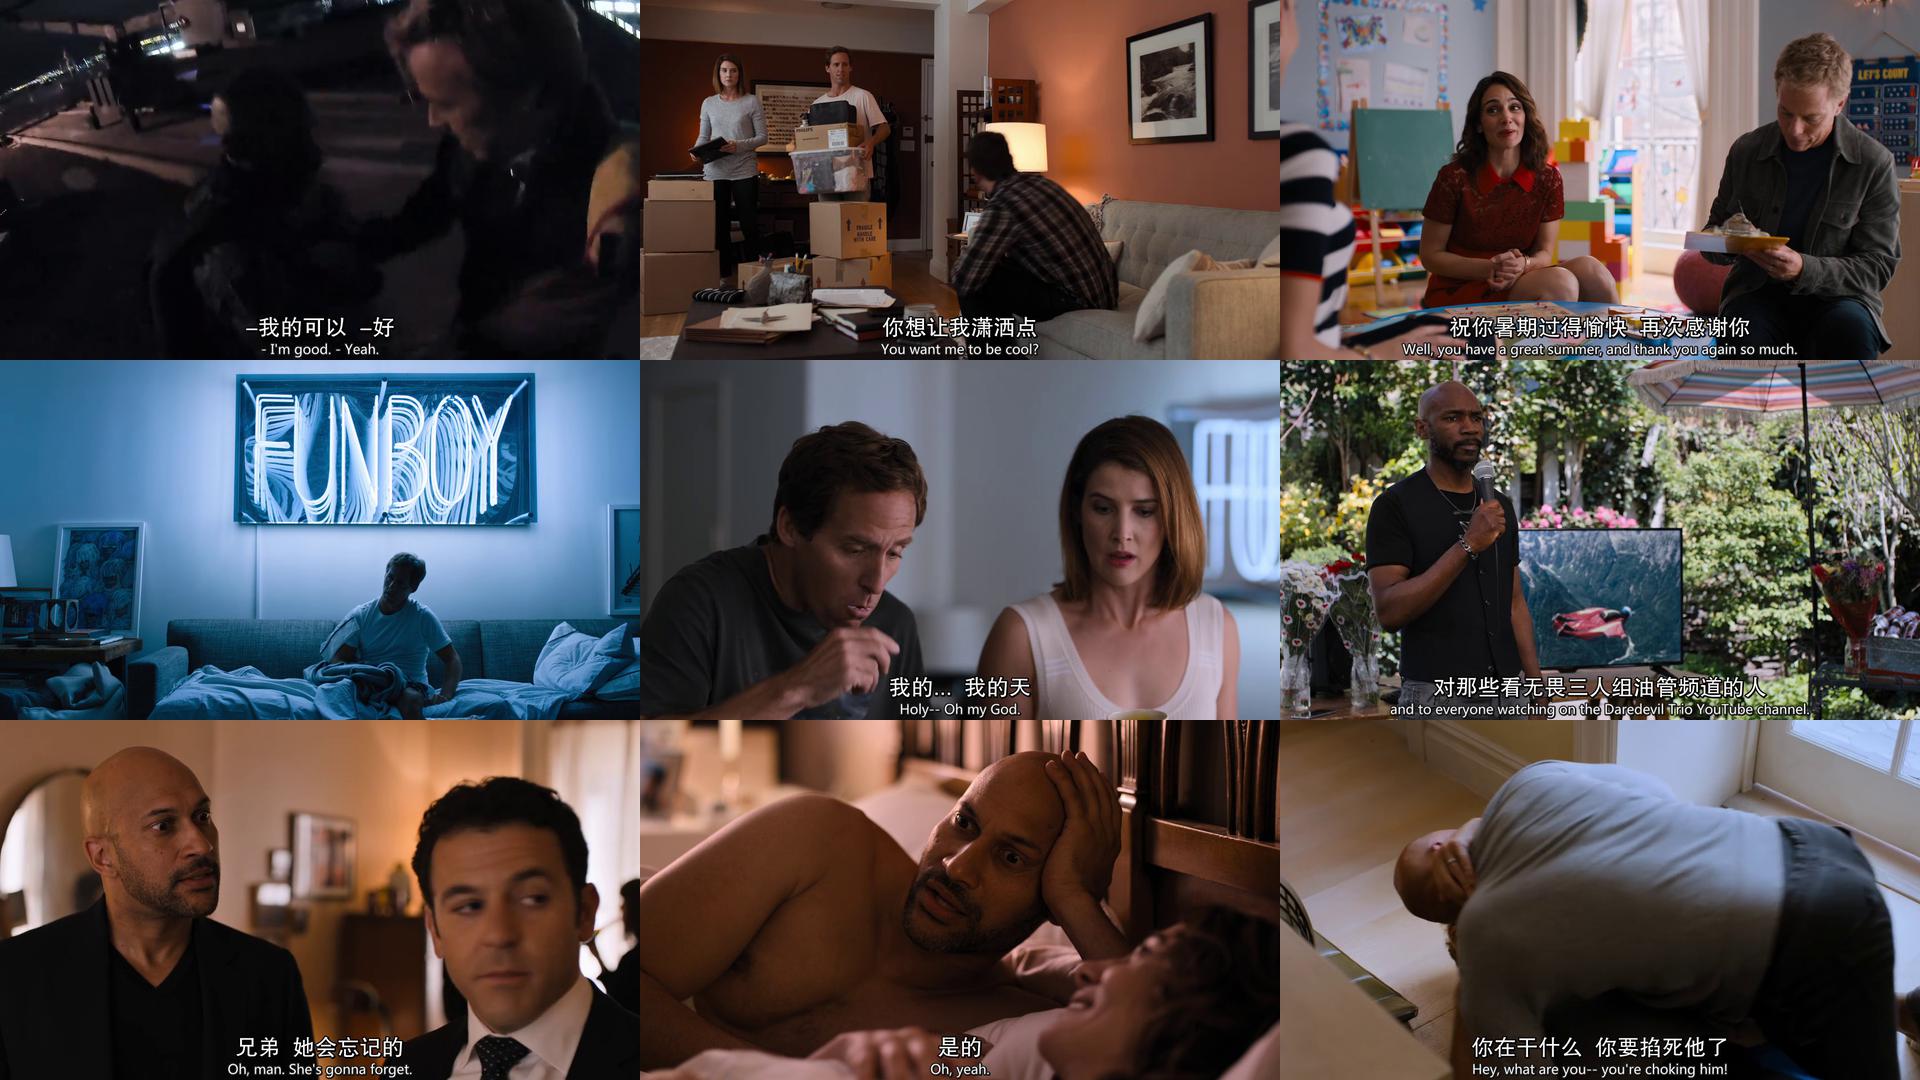 –我的可以 –好
- I'm good. - Yeah.
PHILIPS
FRAGILE
HANDLE
WITH CARE
你想让我潇洒点
You want me to be cool?
LET'S COUNT
祝你暑期过得愉快 再次感谢你
Well, you have a great summer, and thank you again so much.
FUNBOY
我的... 我的天
Holy-- Oh my God.
对那些看无畏三人组油管频道的人
and to everyone watching on the Daredevil Trio YouTube channel.
兄弟 她会忘记的
Oh, man. She's gonna forget.
是的
Oh, yeah.
你在干什么 你要掐死他了
Hey, what are you-- you're choking him!